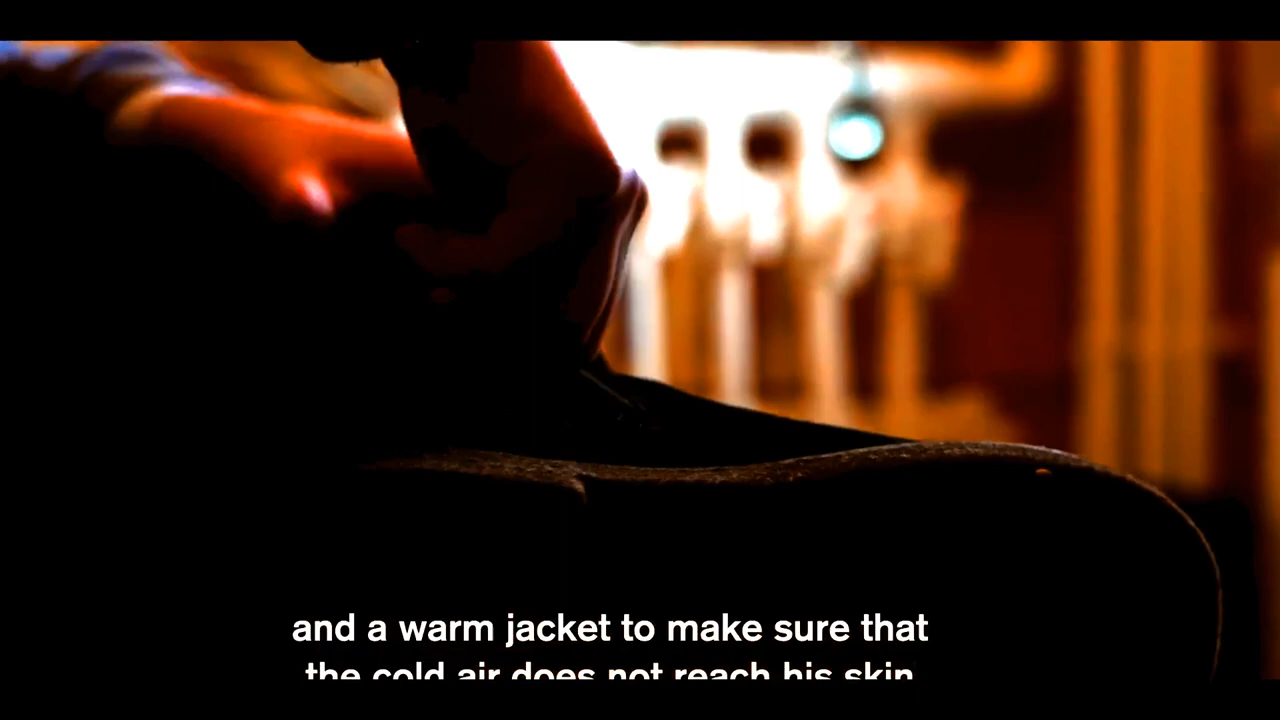 and a warm jacket to make sure that
the cold air does not reach his skin